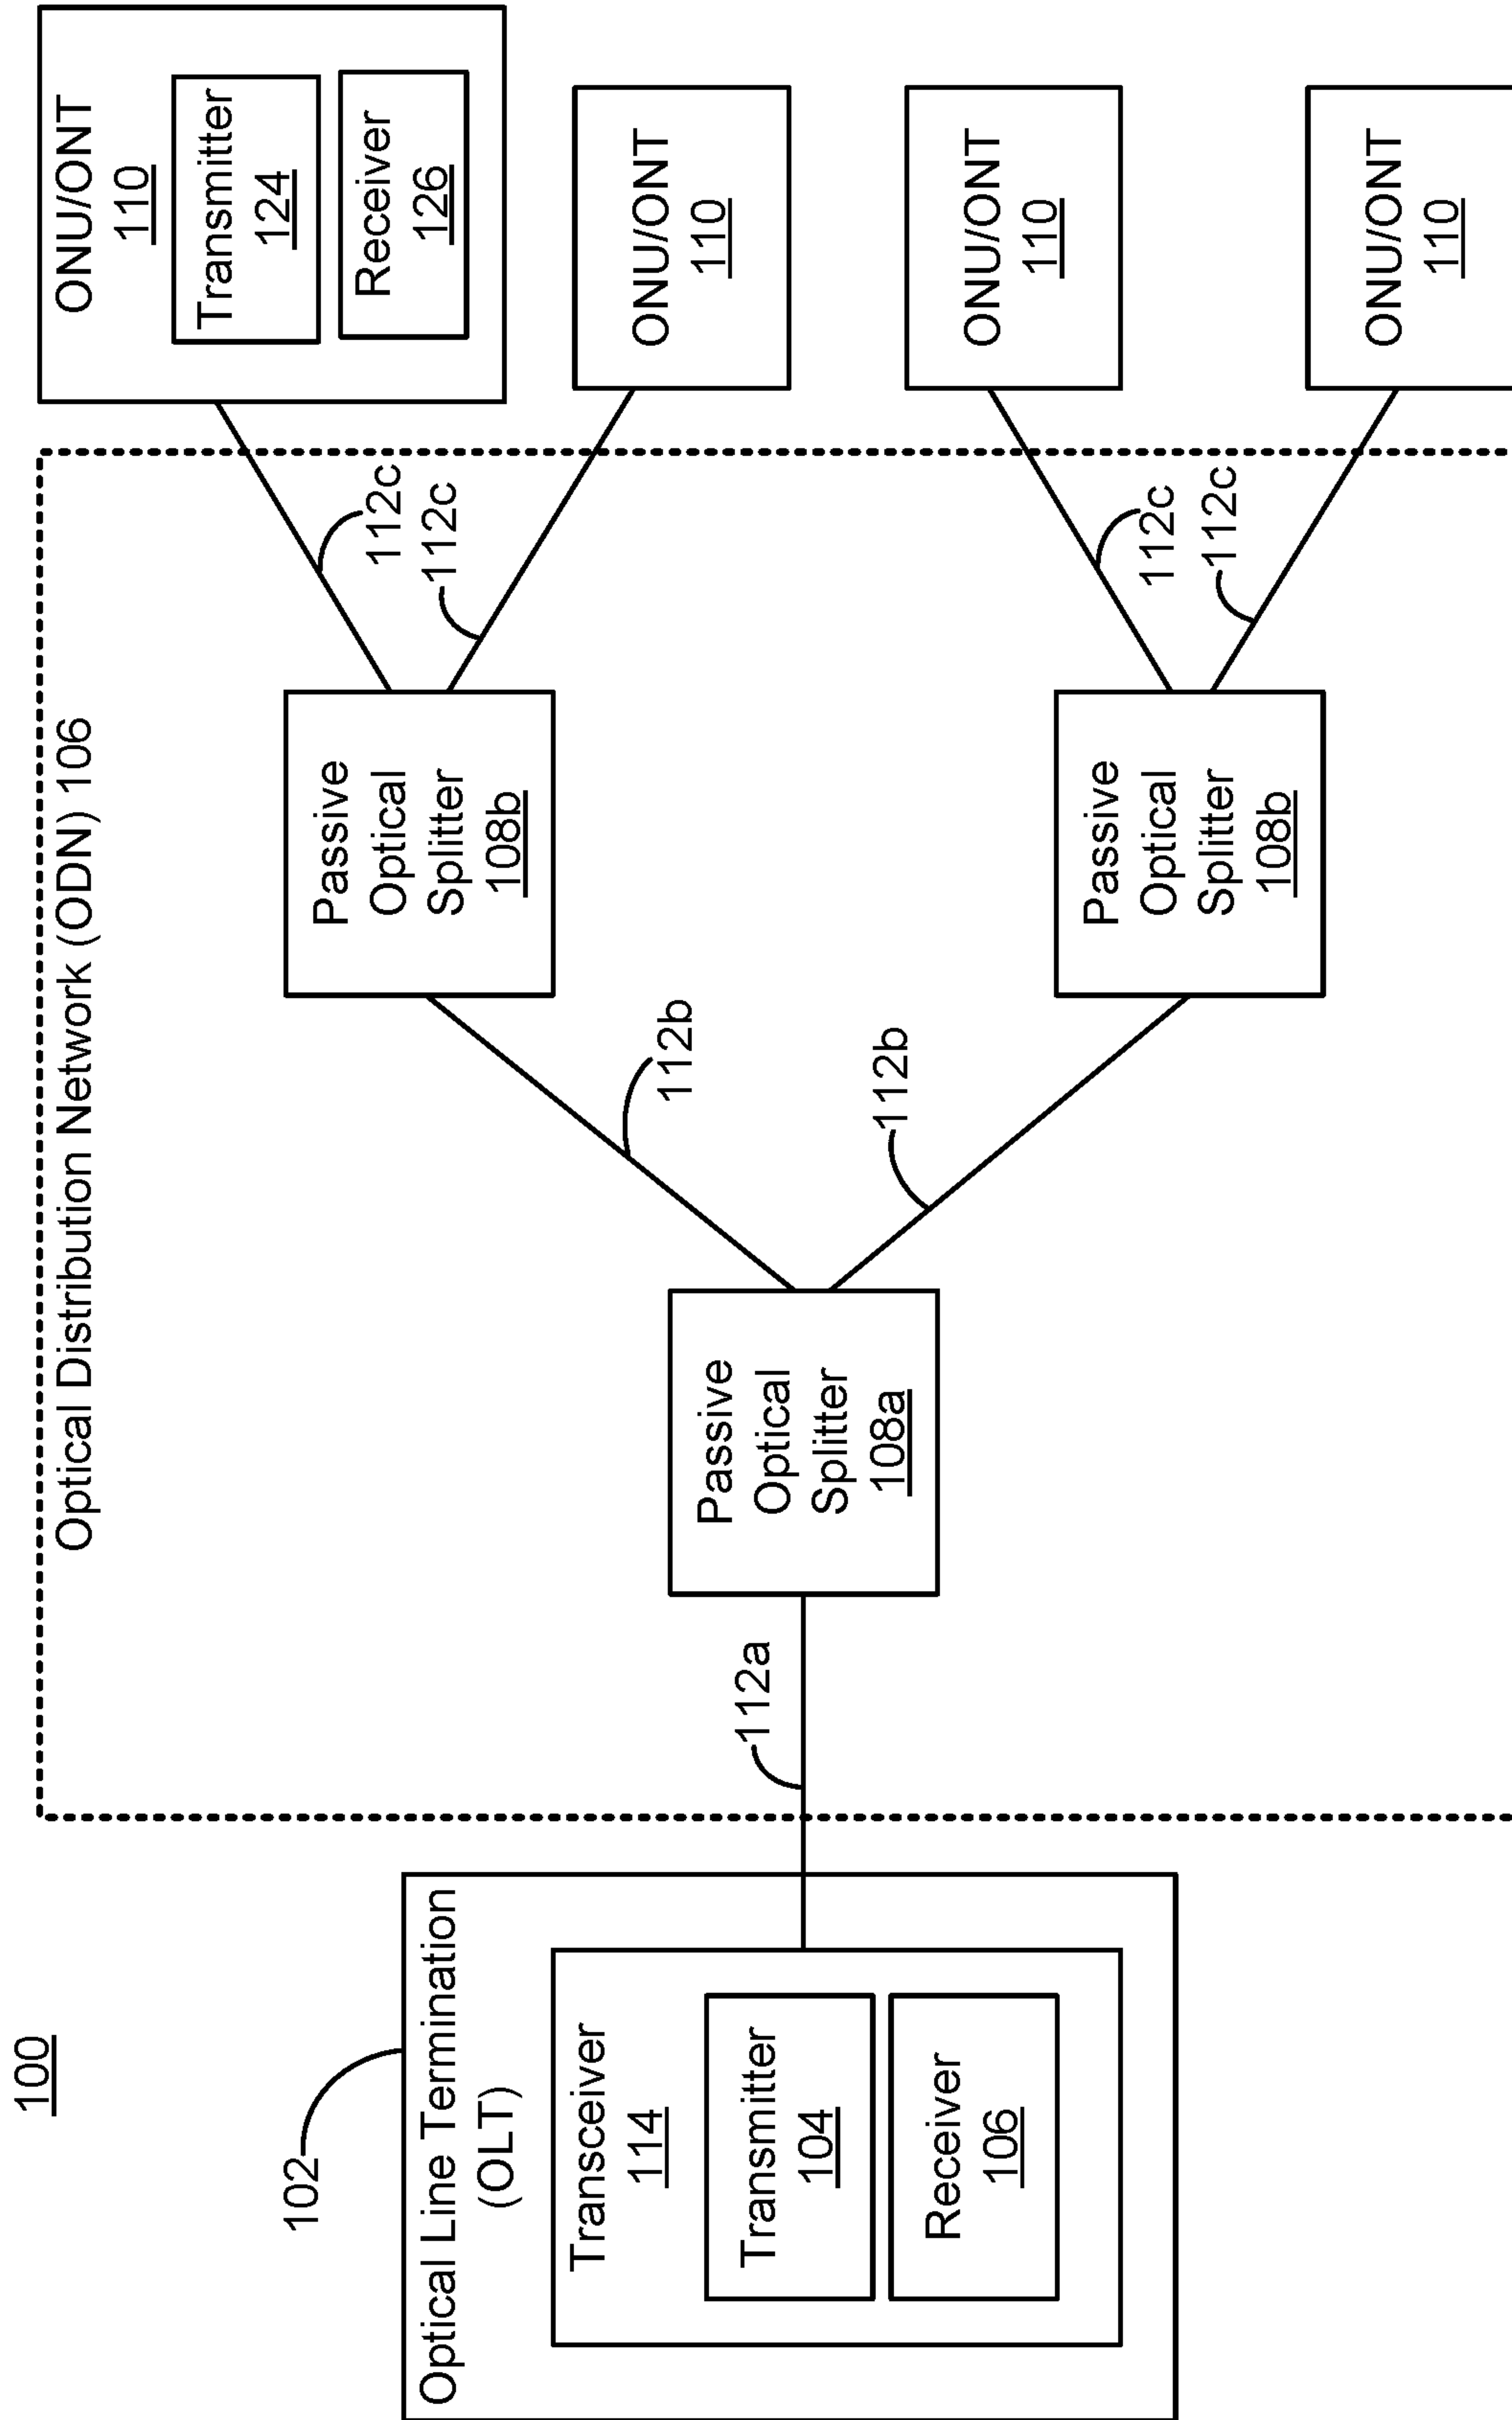 100
102
Optical Line Termination
(OLT)
Transceiver
114
Transmitter
104
Receiver
106
112a
Optical Distribution Network (ODN) 106
Passive
Optical
Splitter
108a
112b
112b
Passive
Optical
Splitter
108b
Passive
Optical
Splitter
108b
112c
112c
112c
112c
ONU/ONT
110
Transmitter
124
Receiver
126
ONU/ONT
110
ONU/ONT
110
ONU/ONT
110